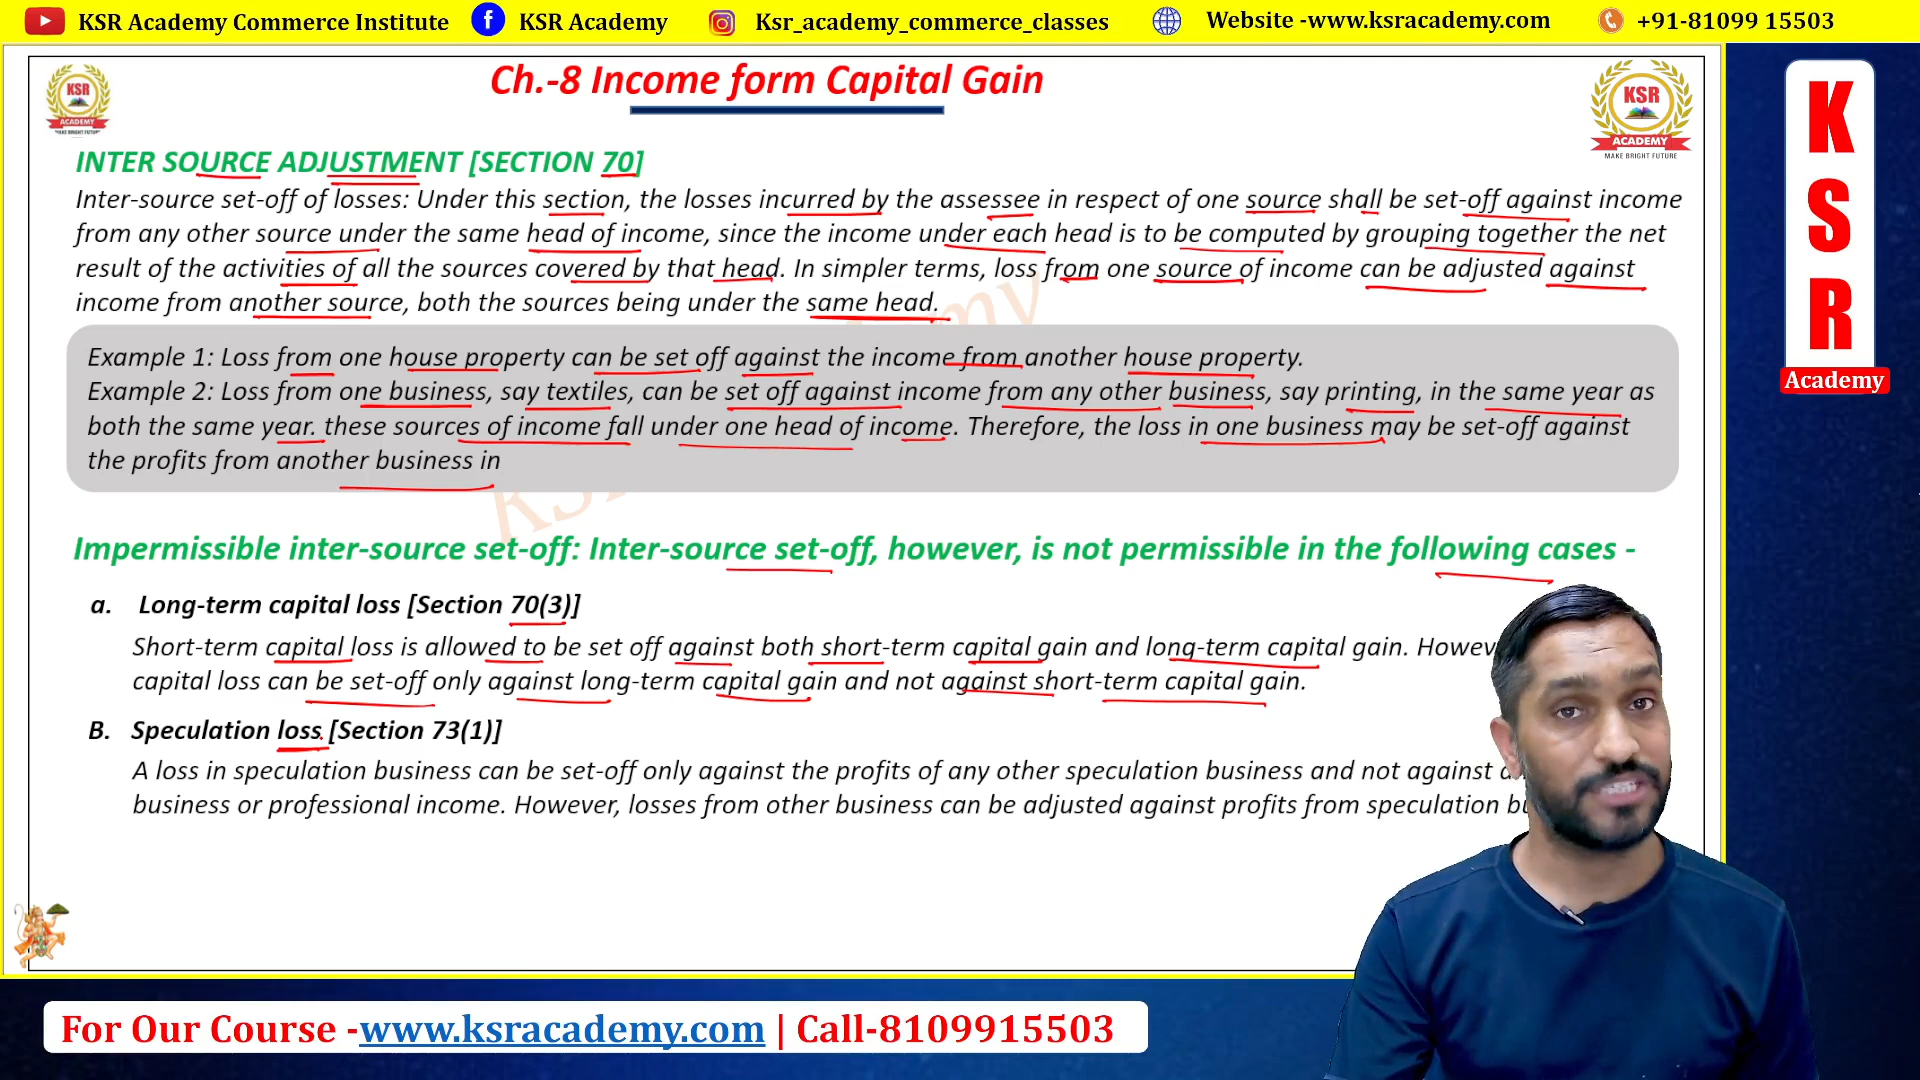 KSR Academy Commerce Institute KSR Academy Ksr_academy_commerce_classes Website -www.ksracademy.com +91-81099 15503
Ch.-8 Income form Capital Gain
KSR
ACADEMY
KSR
ACADEMY
MAKE BRIGHT FUTURE
K
S
R
Academy
INTER SOURCE ADJUSTMENT [SECTION 70]
Inter-source set-off of losses: Under this section, the losses incurred by the assessee in respect of one source shall be set-off against income
from any other source under the same head of income, since the income under each head is to be computed by grouping together the net
result of the activities of all the sources covered by that head. In simpler terms, loss from one source of income can be adjusted against
income from another source, both the sources being under the same head.
Example 1: Loss from one house property can be set off against the income from another house property.
Example 2: Loss from one business, say textiles, can be set off against income from any other business, say printing, in the same year as
both the same year. these sources of income fall under one head of income. Therefore, the loss in one business may be set-off against
the profits from another business in
Impermissible inter-source set-off: Inter-source set-off, however, is not permissible in the following cases -
a. Long-term capital loss [Section 70(3)]
Short-term capital loss is allowed to be set off against both short-term capital gain and long-term capital gain.
capital loss can be set-off only against long-term capital gain and not against short-term capital gain.
B. Speculation loss [Section 73(1)]
A loss in speculation business can be set-off only against the profits of any other speculation business and not against
business or professional income. However, losses from other business can be adjusted against profits from speculation
For Our Course -www.ksracademy.com | Call-8109915503